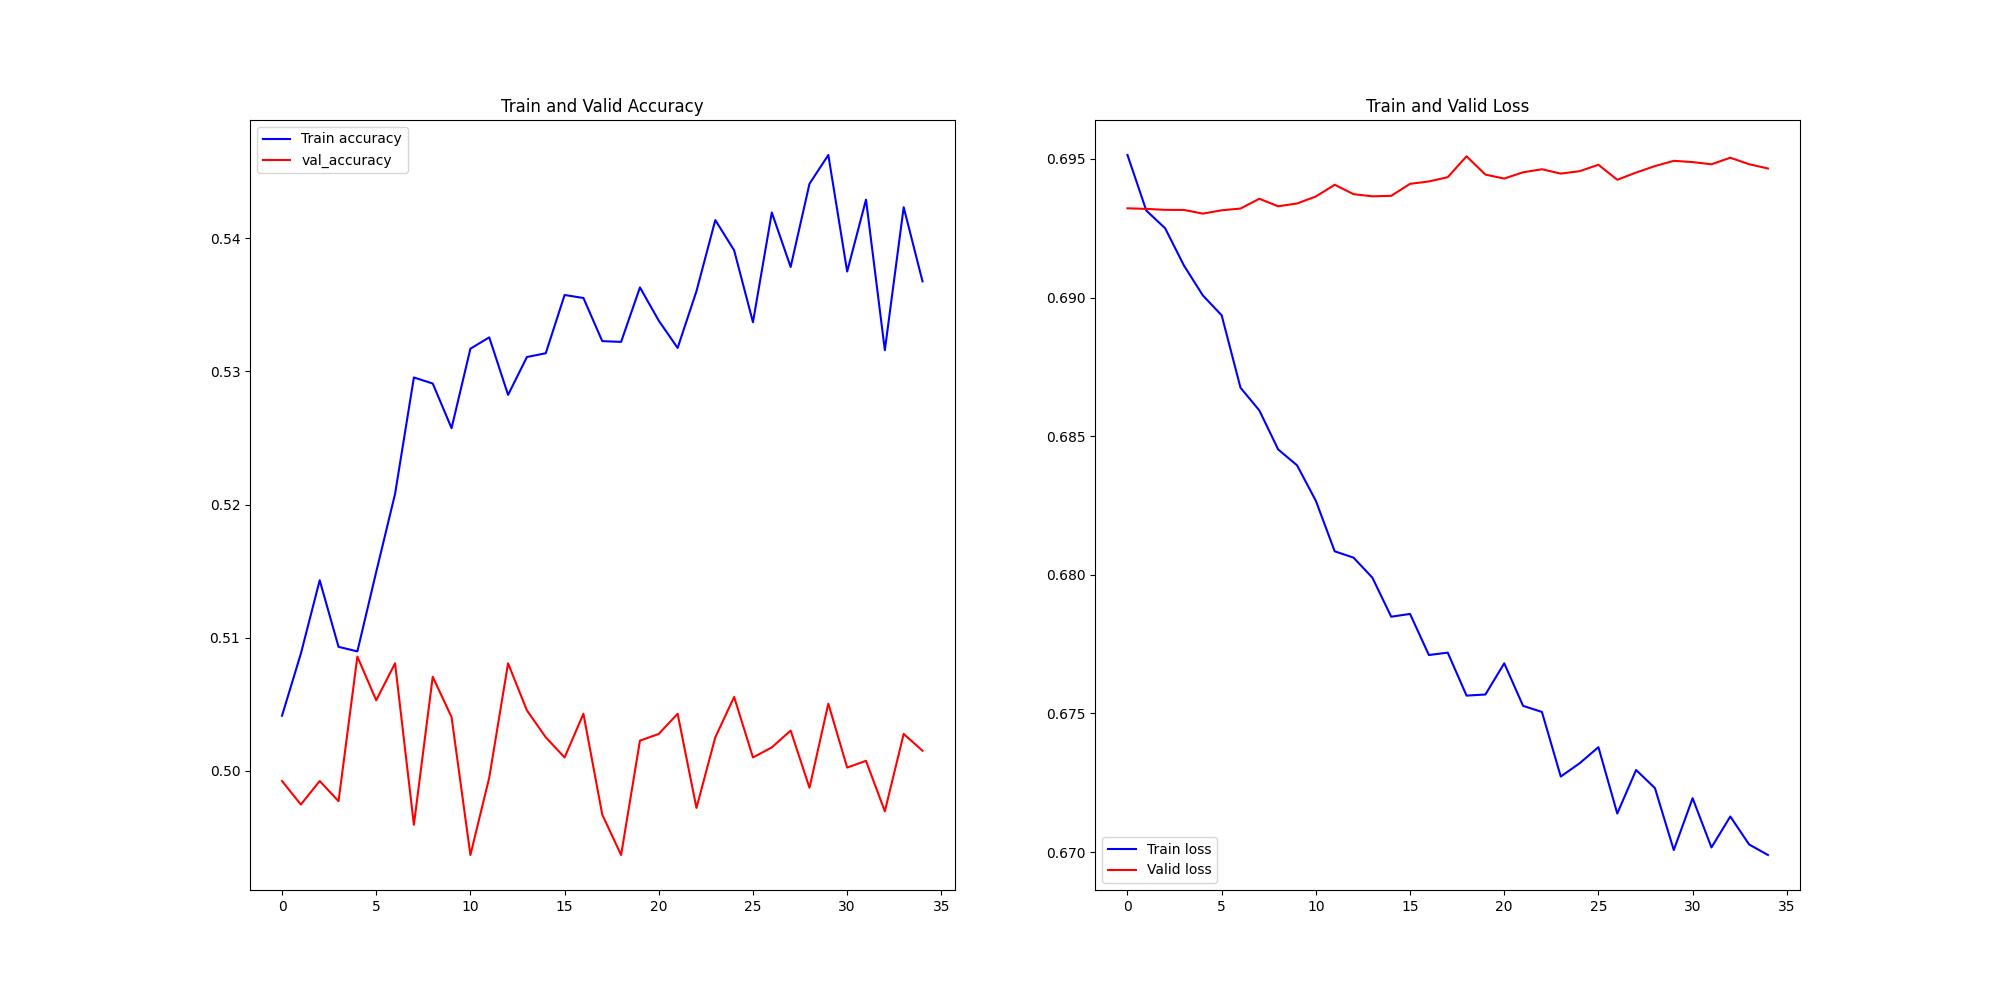 Train and Valid Accuracy
Train accuracy
val_accuracy
0.54
0.53
0.52
0.51
0.50
0 5 10 15 20 25 30 35
Train and Valid Loss
0.695
0.690
0.685
0.680
0.675
0.670
Train loss
Valid loss
0 5 10 15 20 25 30 35